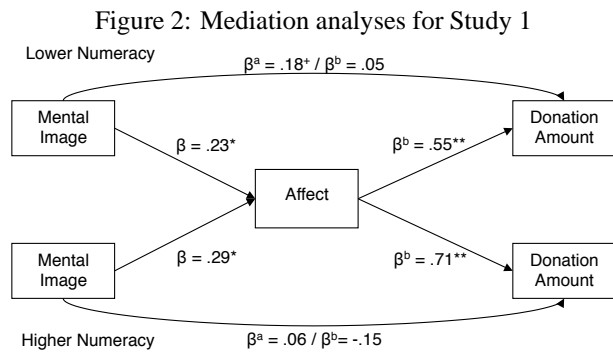 Figure 2: Mediation analyses for Study 1
Lower Numeracy
βᵃ = .18⁺ / βᵇ = .05
Mental
Image
Donation
Amount
β = .23*
βᵇ = .55**
Affect
β = .29*
βᵇ = .71**
Mental
Image
Donation
Amount
Higher Numeracy
βᵃ = .06 / βᵇ= -.15